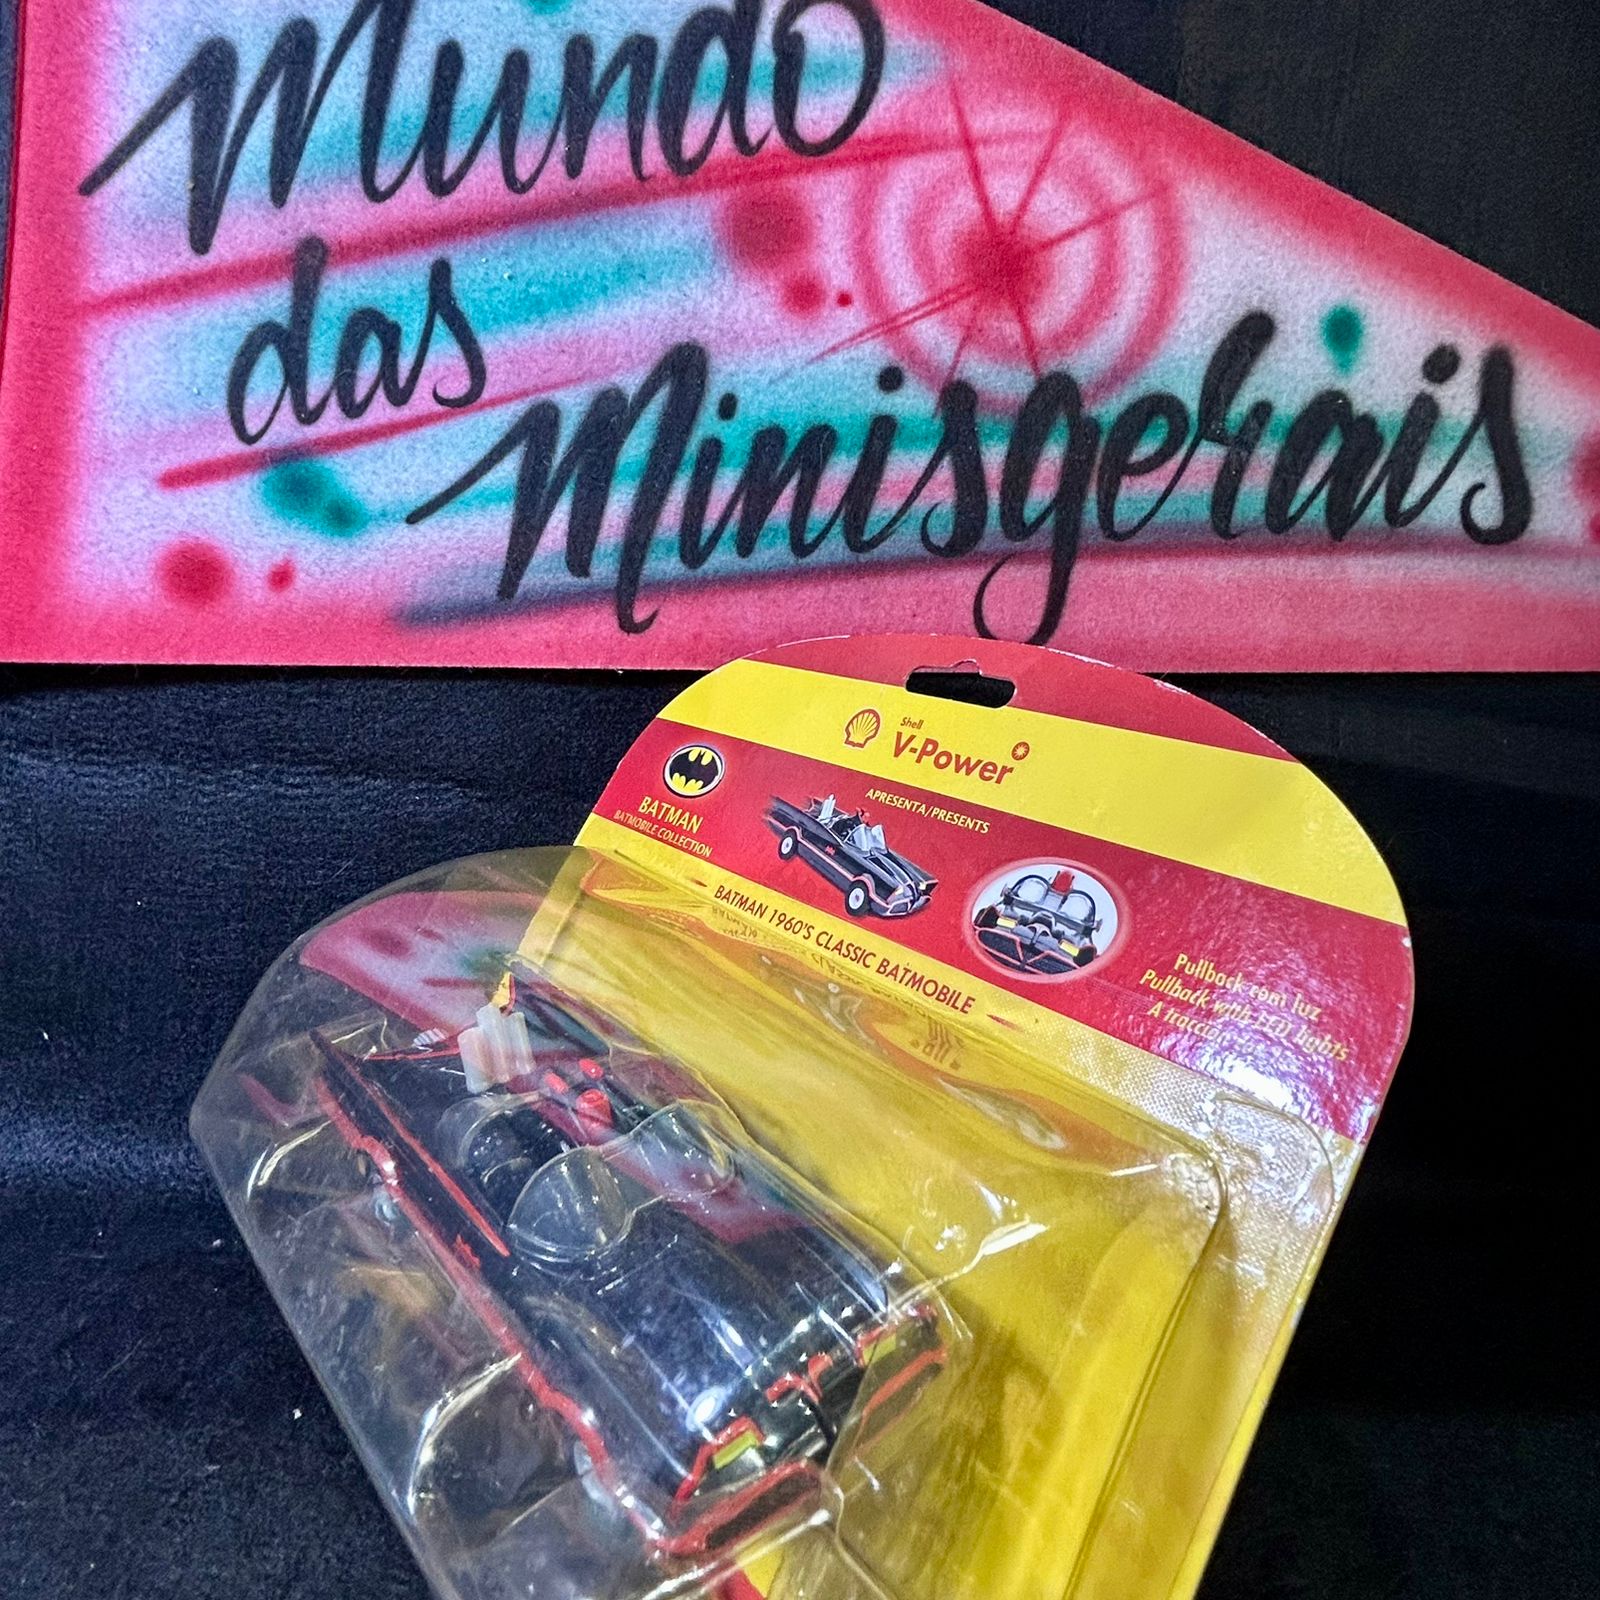 Mundo
das
Minisgerais
Shell
V-Power
BATMAN
BATMOBILE COLLECTION
APRESENTA/PRESENTS
BATMAN 1960'S CLASSIC BATMOBILE
Pullback com luz
Pullback with LED lights
A